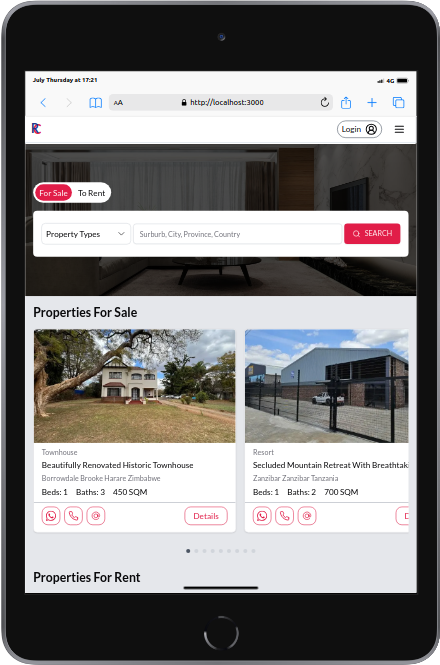 July Thursday at 17:21
4G
AA
http://localhost:3000
RC
Login
For Sale
To Rent
Property Types
Surburb, City, Province, Country
SEARCH
Properties For Sale
Townhouse
Beautifully Renovated Historic Townhouse
Borrowdale Brooke Harare Zimbabwe
Beds: 1 Baths: 3 450 SQM
Details
Resort
Secluded Mountain Retreat With Breathtak
Zanzibar Zanzibar Tanzania
Beds: 1 Baths: 2 700 SQM
D
Properties For Rent